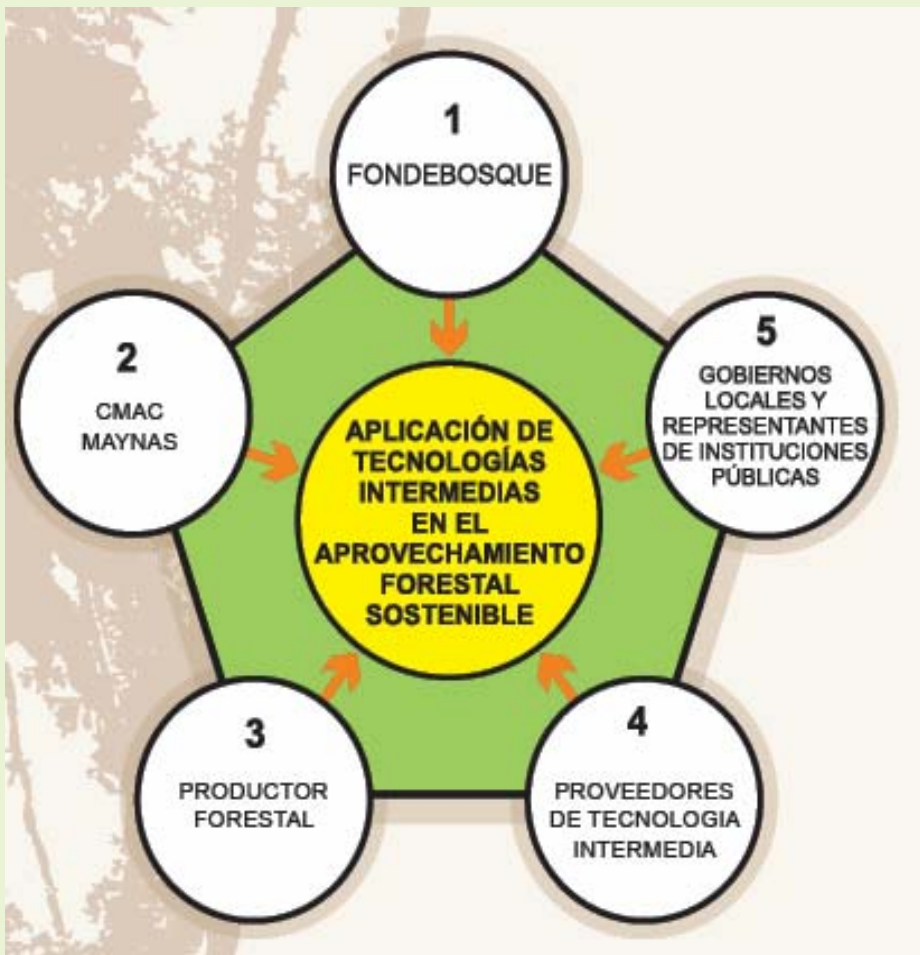 1
FONDEBOSQUE
2
CMAC
MAYNAS
5
GOBIERNOS
LOCALES Y
REPRESENTANTES
DE INSTITUCIONES
PÚBLICAS
APLICACIÓN DE
TECNOLOGÍAS
INTERMEDIAS
EN EL
APROVECHAMIENTO
FORESTAL
SOSTENIBLE
3
PRODUCTOR
FORESTAL
4
PROVEEDORES
DE TECNOLOGIA
INTERMEDIA